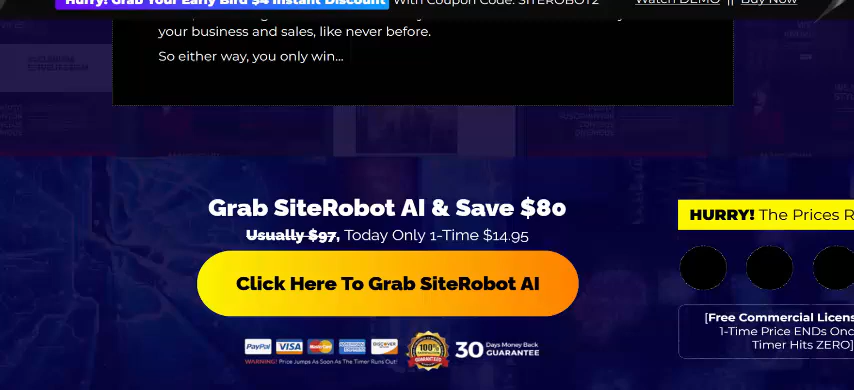 Hurry! Grab Your Early Bird $4 Instant Discount With Coupon Code: SITEROBOT2 Watch DEMO || Buy Now
your business and sales, like never before.
So either way, you only win...
Grab SiteRobot AI & Save $80
Usually $97, Today Only 1-Time $14.95
Click Here To Grab SiteRobot AI
PayPal VISA MasterCard DISCOVER
100%
GUARANTEED
30 Days Money Back
GUARANTEE
WARNING! Price Jumps As Soon As The Timer Runs Out!
HURRY! The Prices R
[Free Commercial Licens
1-Time Price ENDs Onc
Timer Hits ZERO]